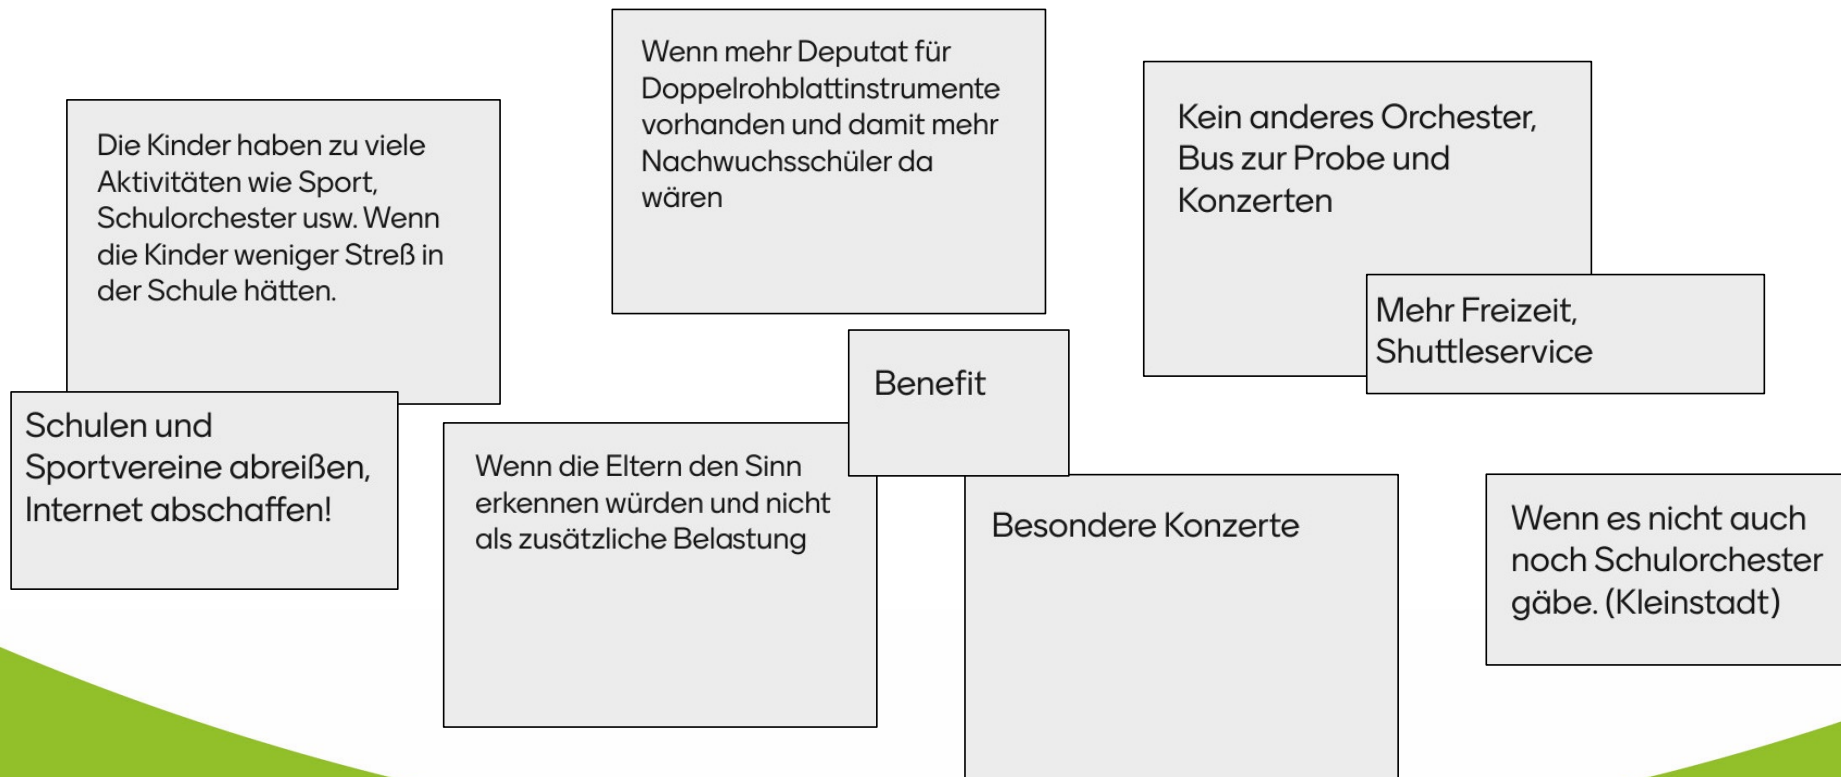 Wenn mehr Deputat für
Doppelrohblattinstrumente
vorhanden und damit mehr
Nachwuchsschüler da
wären
Kein anderes Orchester,
Bus zur Probe und
Konzerten
Die Kinder haben zu viele
Aktivitäten wie Sport,
Schulorchester usw. Wenn
die Kinder weniger Streß in
der Schule hätten.
Mehr Freizeit,
Shuttleservice
Benefit
Schulen und
Sportvereine abreißen,
Internet abschaffen!
Wenn die Eltern den Sinn
erkennen würden und nicht
als zusätzliche Belastung
Besondere Konzerte
Wenn es nicht auch
noch Schulorchester
gäbe. (Kleinstadt)